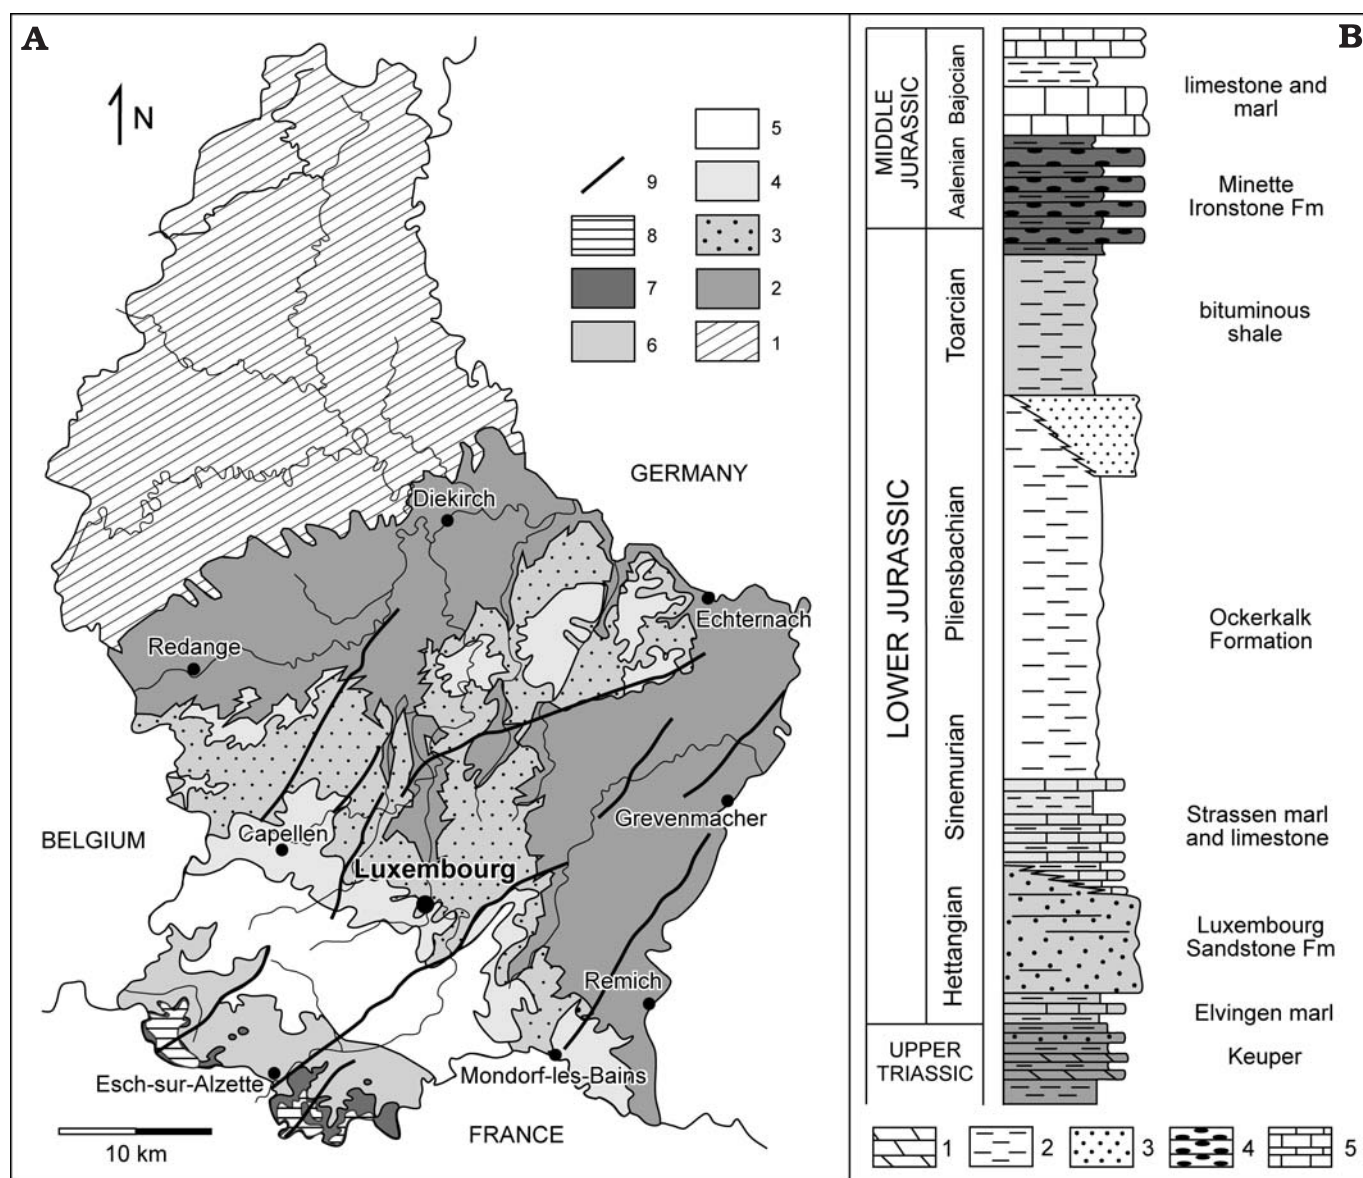 A
N
5
9
4
8
3
7
2
6
1
GERMANY
Diekirch
Echternach
Redange
Grevenmacher
BELGIUM
Capellen
Luxembourg
Remich
Esch-sur-Alzette
Mondorf-les-Bains
FRANCE
10 km
B
MIDDLE
JURASSIC
Bajocian
Aalenian
LOWER JURASSIC
Toarcian
Pliensbachian
Sinemurian
Hettangian
UPPER
TRIASSIC
limestone and
marl
Minette
Ironstone Fm
bituminous
shale
Ockerkalk
Formation
Strassen marl
and limestone
Luxembourg
Sandstone Fm
Elvingen marl
Keuper
1
2
3
4
5